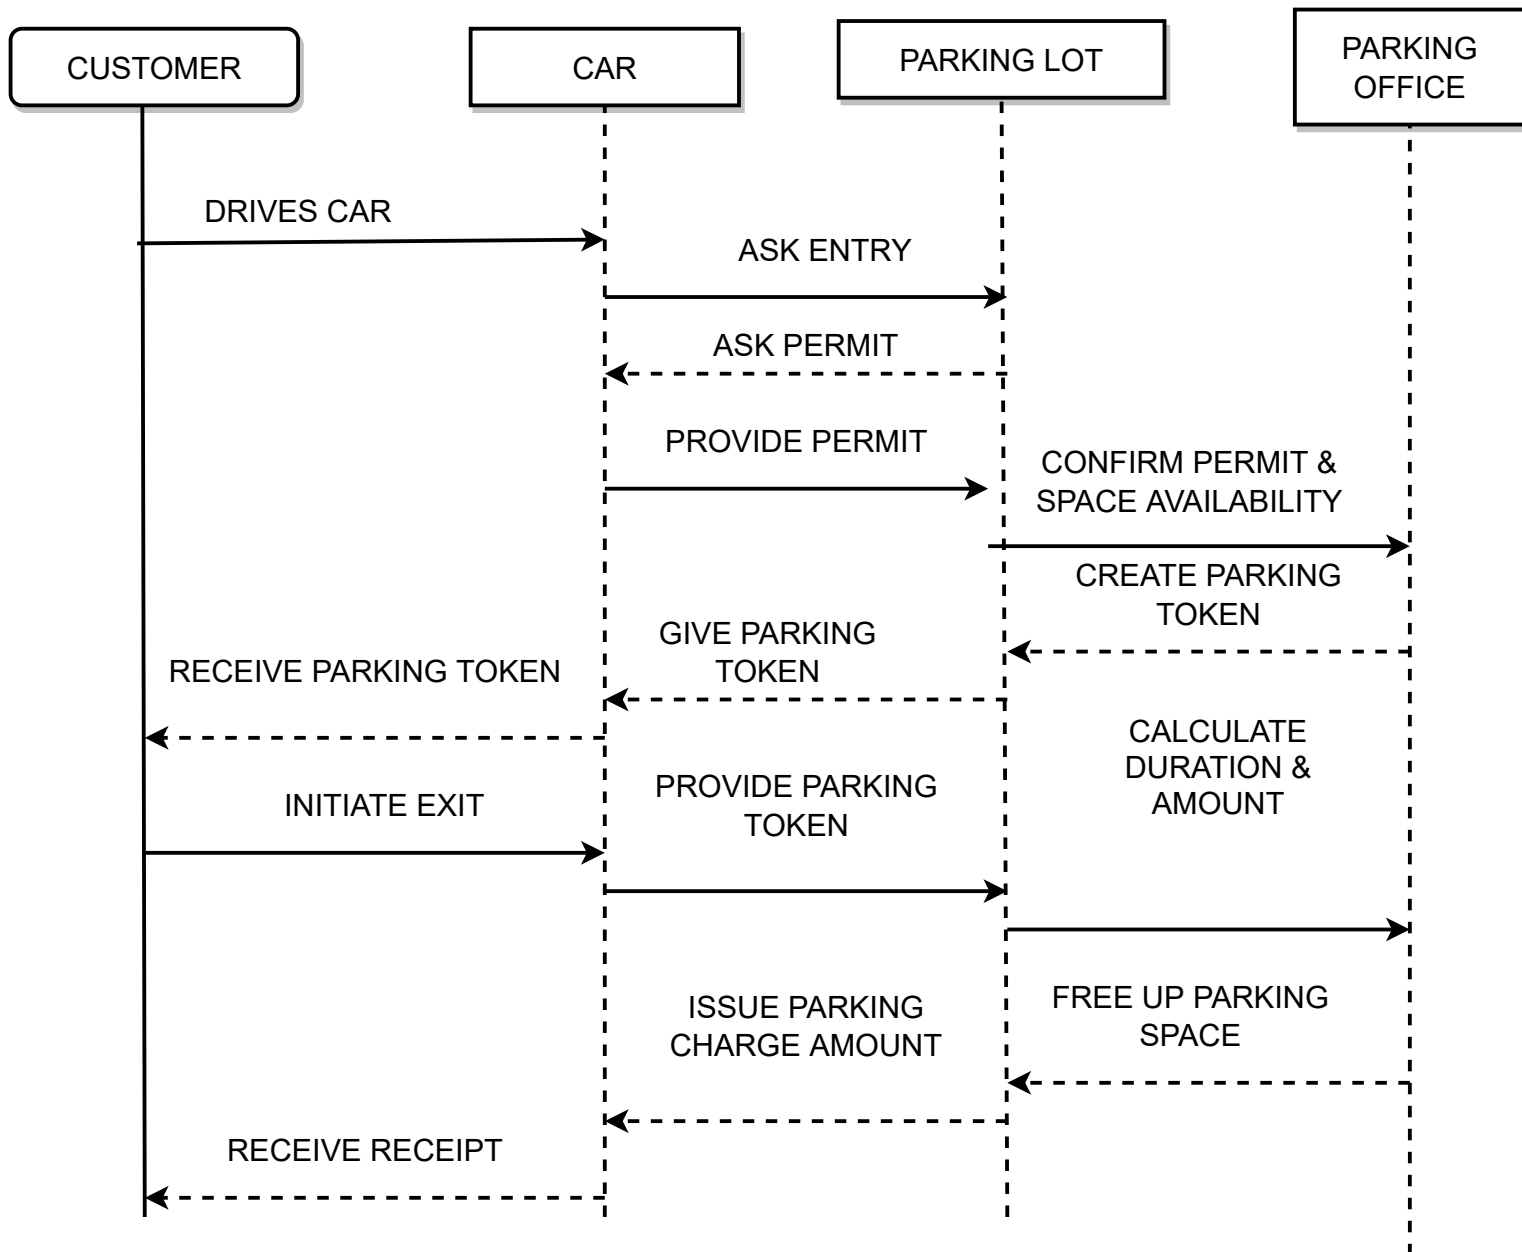 CUSTOMER
CAR
PARKING LOT
PARKING
OFFICE
DRIVES CAR
ASK ENTRY
ASK PERMIT
PROVIDE PERMIT
CONFIRM PERMIT &
SPACE AVAILABILITY
CREATE PARKING
TOKEN
GIVE PARKING
TOKEN
RECEIVE PARKING TOKEN
CALCULATE
DURATION &
AMOUNT
INITIATE EXIT
PROVIDE PARKING
TOKEN
FREE UP PARKING
SPACE
ISSUE PARKING
CHARGE AMOUNT
RECEIVE RECEIPT